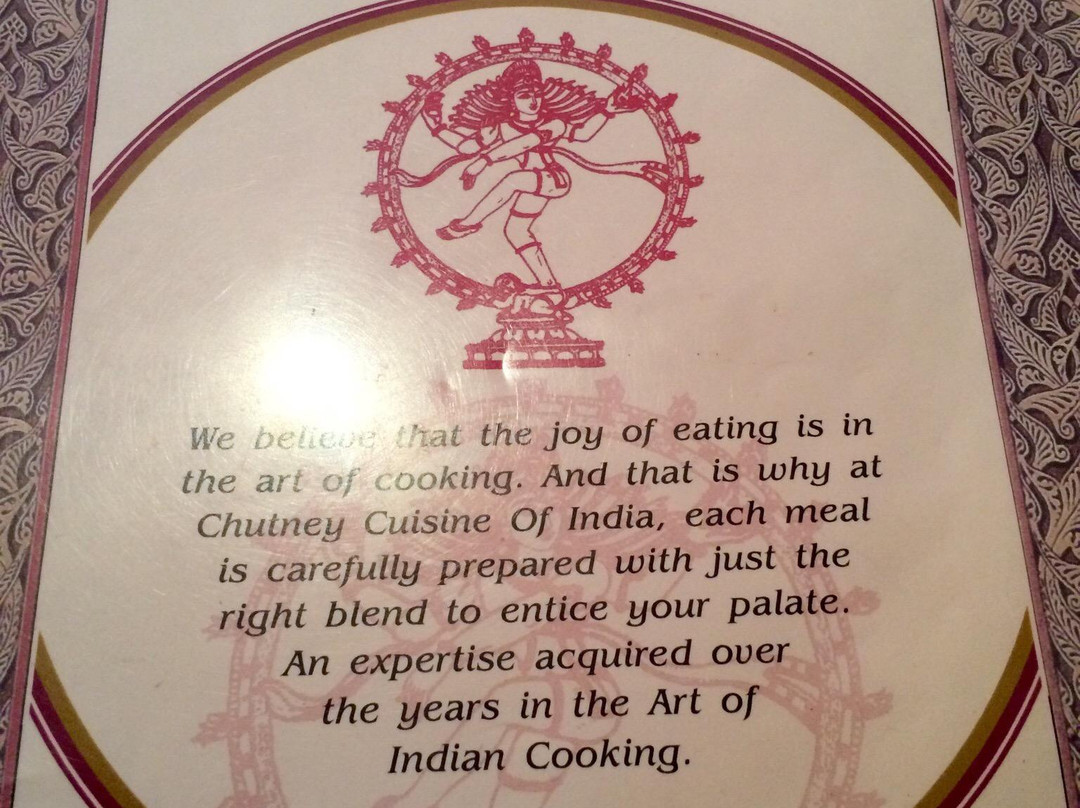 We believe that the joy of eating is in
the art of cooking. And that is why at
Chutney Cuisine Of India, each meal
is carefully prepared with just the
right blend to entice your palate.
An expertise acquired over
the years in the Art of
Indian Cooking.